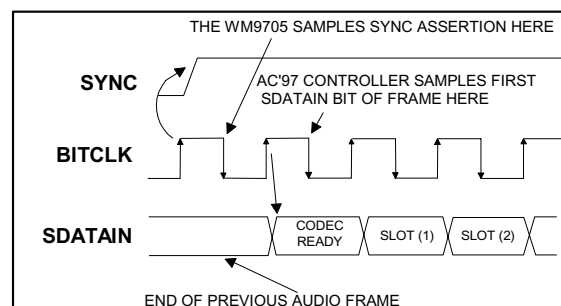 THE WM9705 SAMPLES SYNC ASSERTION HERE
SYNC
AC'97 CONTROLLER SAMPLES FIRST
SDATAIN BIT OF FRAME HERE
BITCLK
SDATAIN
CODEC
READY
SLOT (1)
SLOT (2)
END OF PREVIOUS AUDIO FRAME